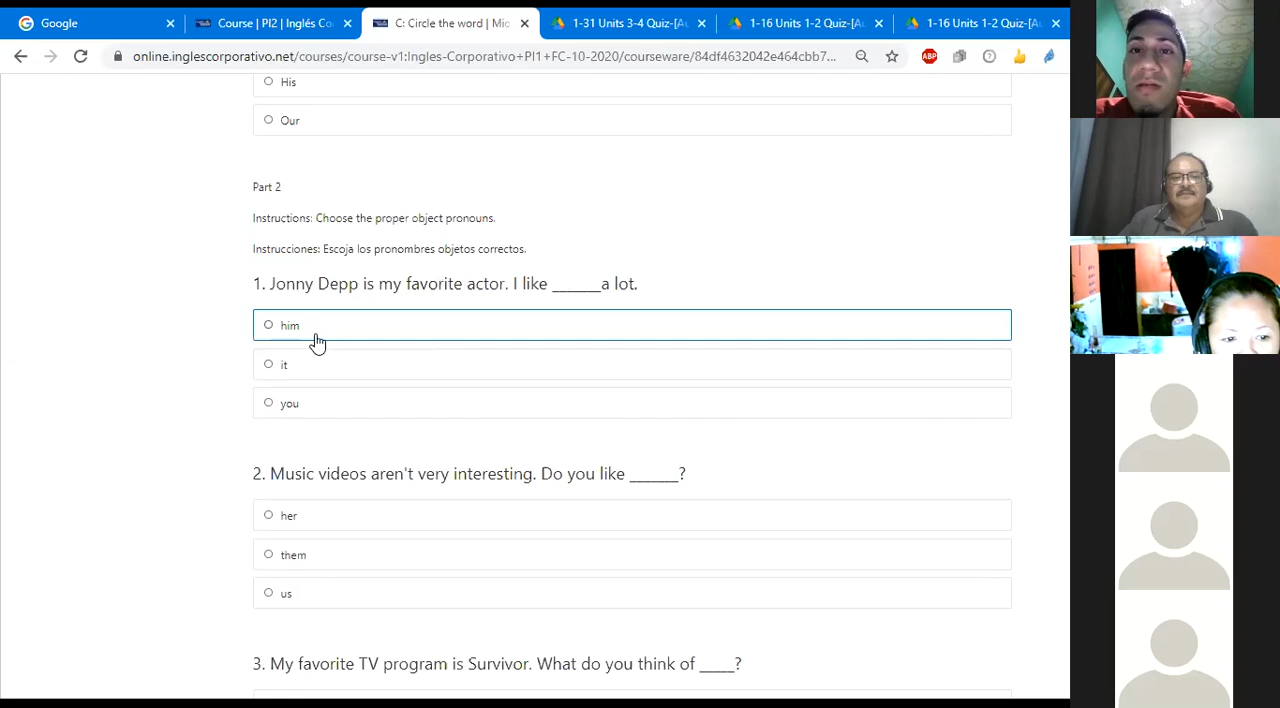 Google
Course | PI2 | Inglés Co
C: Circle the word | Mic
1-31 Units 3-4 Quiz-[A
1-16 Units 1-2 Quiz-[A
1-16 Units 1-2 Quiz-[A
online.inglescorporativo.net/courses/course-v1:Ingles-Corporativo+PI1+FC-10-2020/courseware/84df4632042e464cbb7...
ABP
His
Our
Part 2
Instructions: Choose the proper object pronouns.
Instrucciones: Escoja los pronombres objetos correctos.
1. Jonny Depp is my favorite actor. I like _______a lot.
him
it
you
2. Music videos aren't very interesting. Do you like _______?
her
them
us
3. My favorite TV program is Survivor. What do you think of _____?